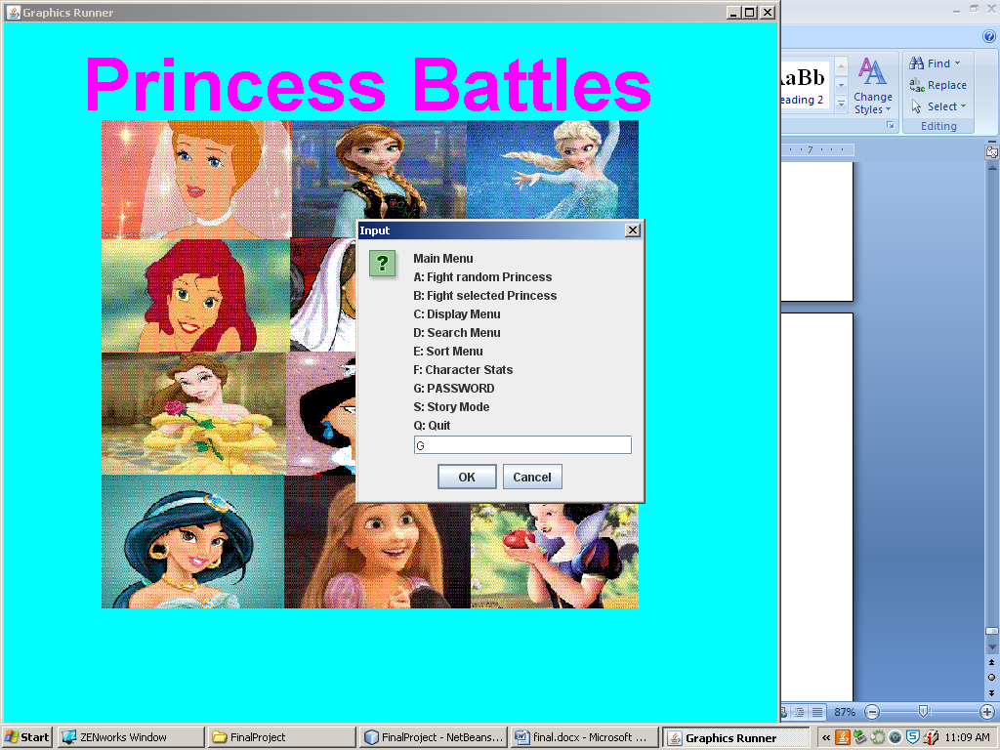 Graphics Runner
Princess Battles
Input
?
Main Menu
A: Fight random Princess
B: Fight selected Princess
C: Display Menu
D: Search Menu
E: Sort Menu
F: Character Stats
G: PASSWORD
S: Story Mode
Q: Quit
G
OK
Cancel
AaBb
eading 2
Change
Styles
Find
Replace
Select
Editing
7
87%
Start
ZENworks Window
FinalProject
FinalProject - NetBeans...
final.docx - Microsoft ...
Graphics Runner
11:09 AM